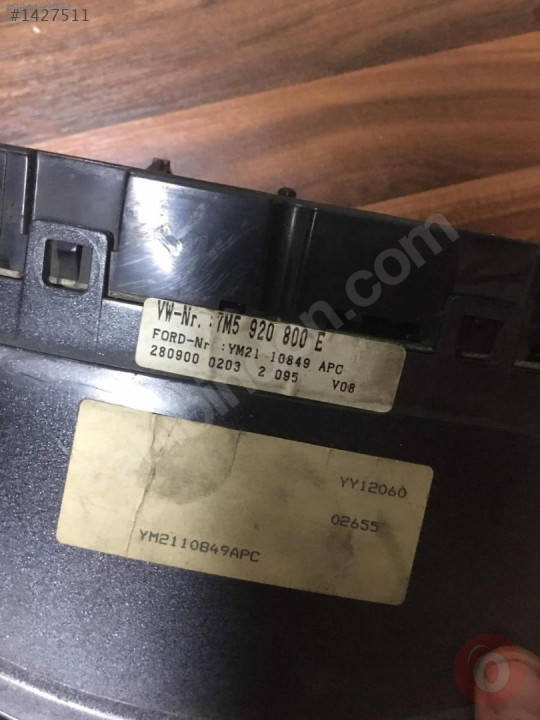 #1427511
VW-Nr. :7M5 920 800 E
FORD-Nr :YM21 10849 APC
280900 0203 2 095 V08
YY12060
02655
YM2110849APC